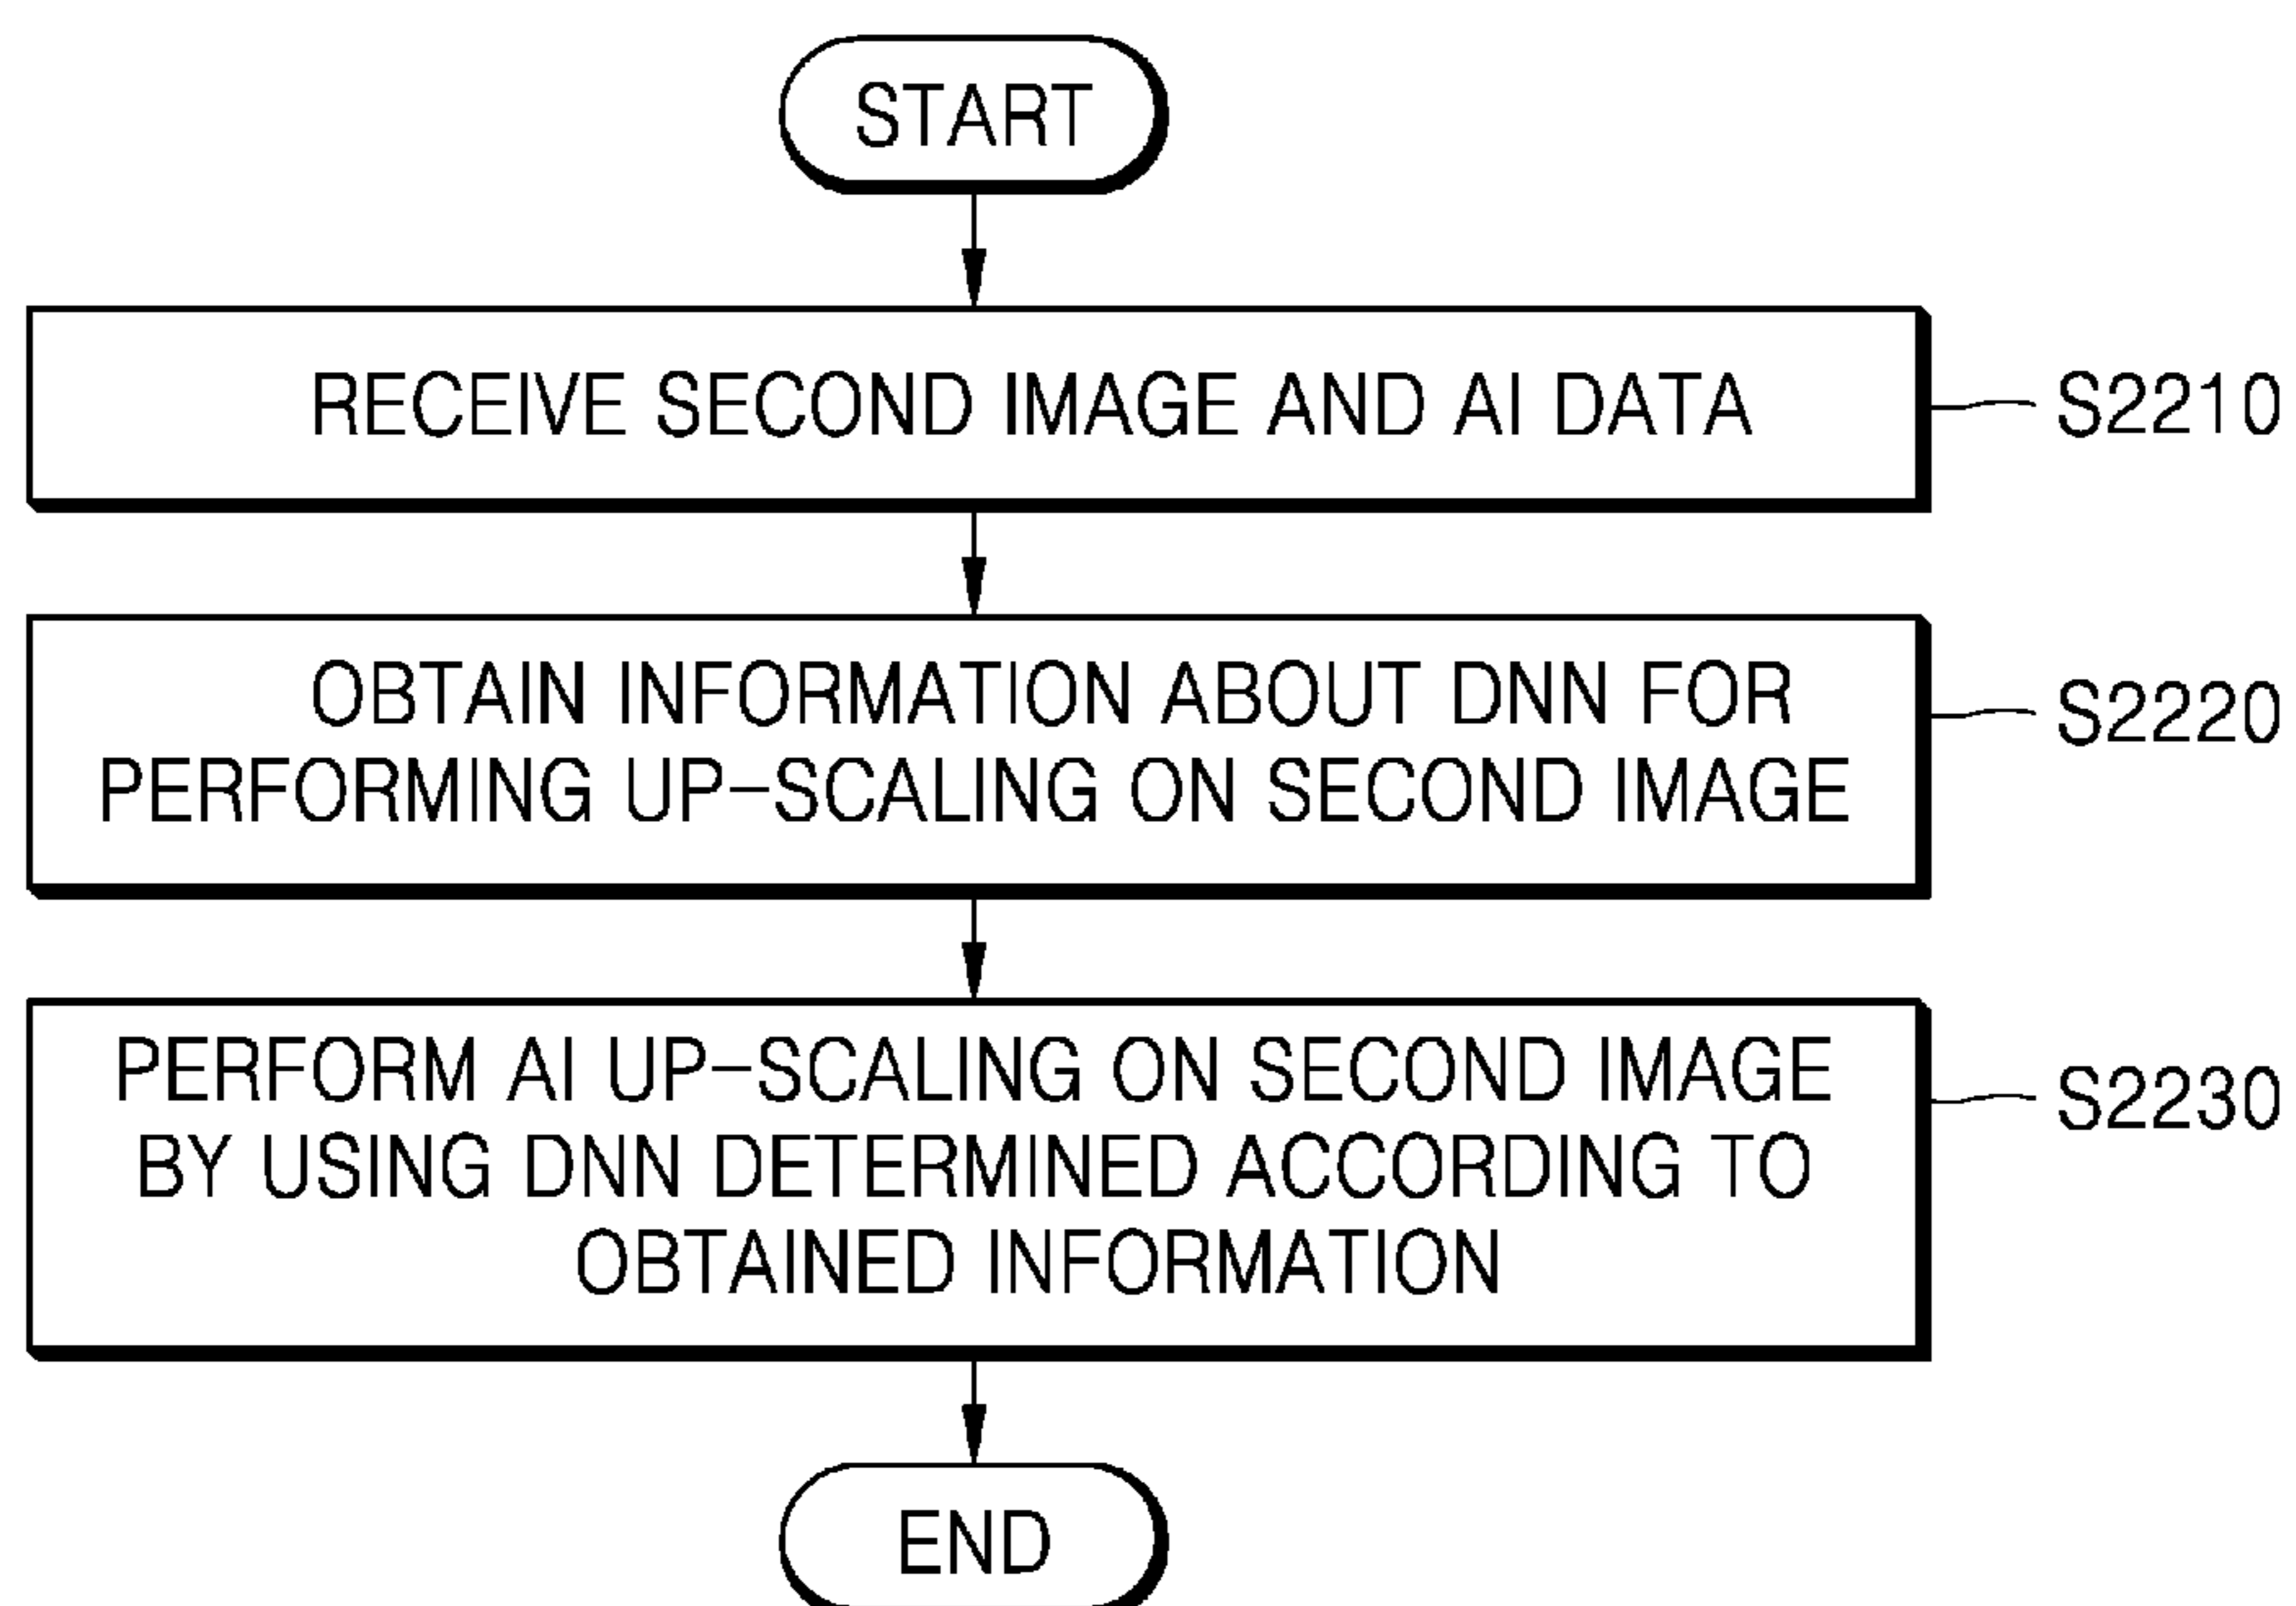 START
RECEIVE SECOND IMAGE AND AI DATA
S2210
OBTAIN INFORMATION ABOUT DNN FOR
PERFORMING UP-SCALING ON SECOND IMAGE
S2220
PERFORM AI UP-SCALING ON SECOND IMAGE
BY USING DNN DETERMINED ACCORDING TO
OBTAINED INFORMATION
S2230
END